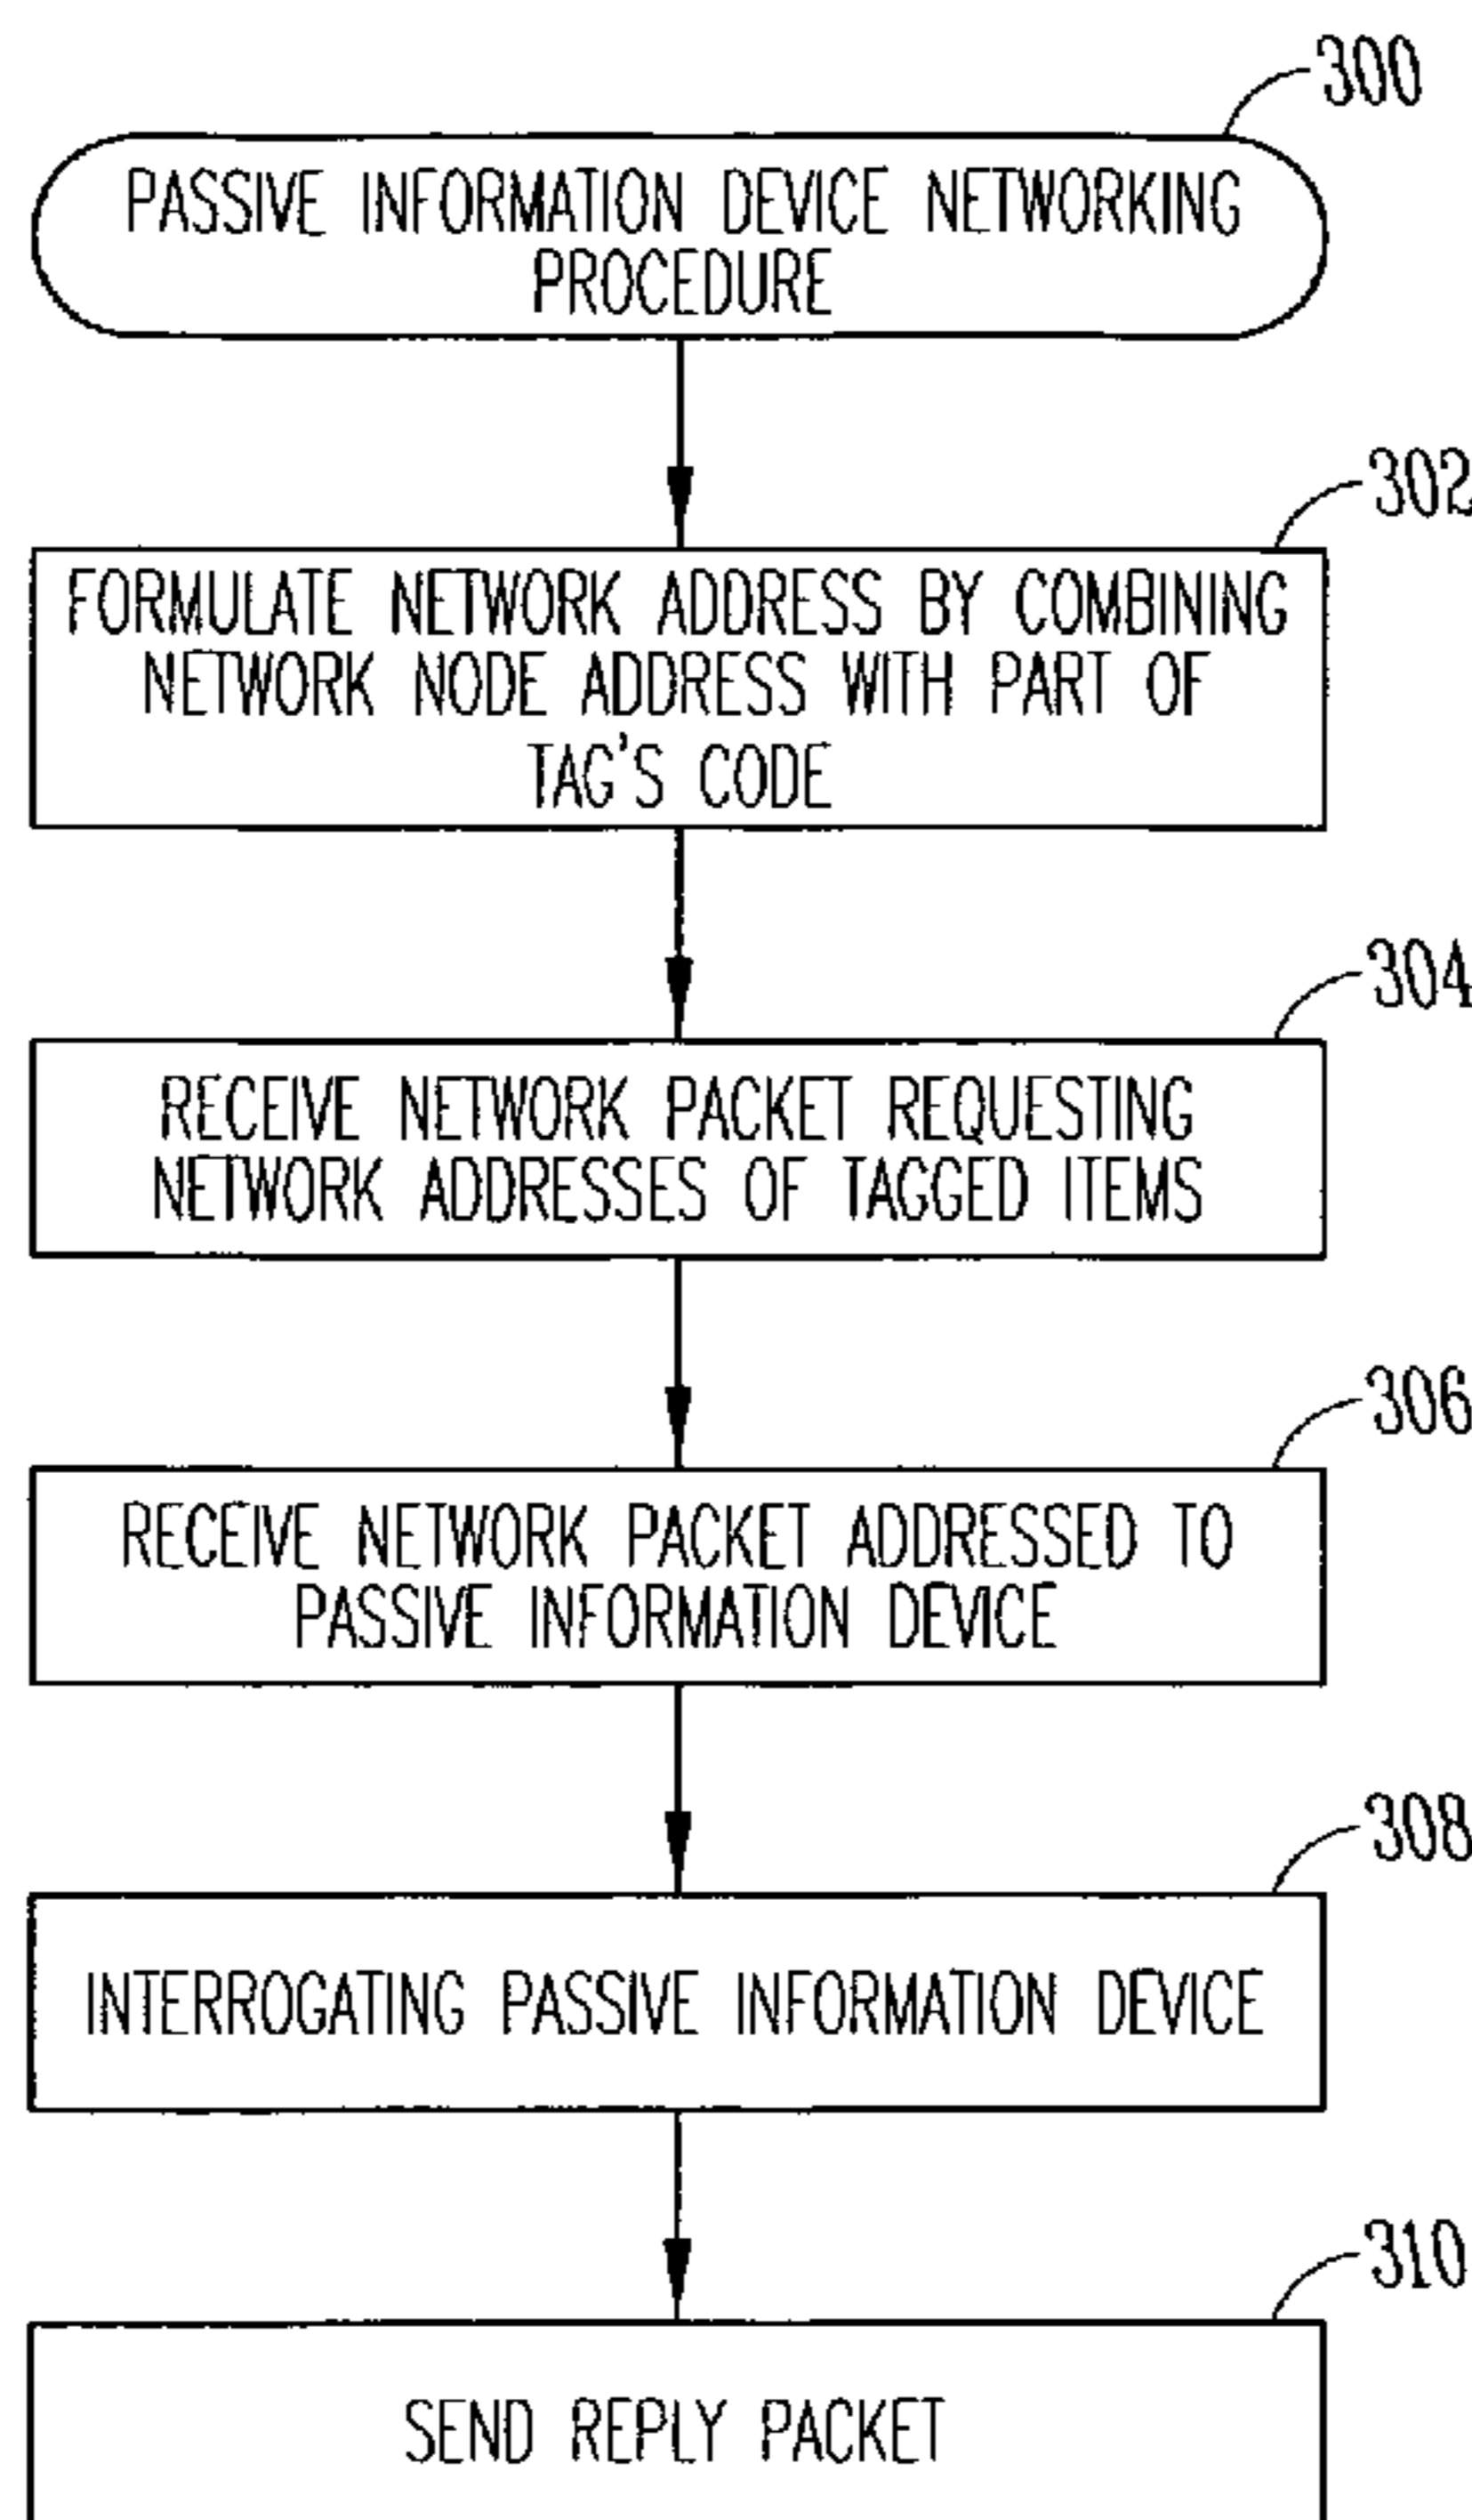 300
PASSIVE INFORMATION DEVICE NETWORKING
PROCEDURE
302
FORMULATE NETWORK ADDRESS BY COMBINING
NETWORK NODE ADDRESS WITH PART OF
TAG'S CODE
304
RECEIVE NETWORK PACKET REQUESTING
NETWORK ADDRESSES OF TAGGED ITEMS
306
RECEIVE NETWORK PACKET ADDRESSED TO
PASSIVE INFORMATION DEVICE
308
INTERROGATING PASSIVE INFORMATION DEVICE
310
SEND REPLY PACKET